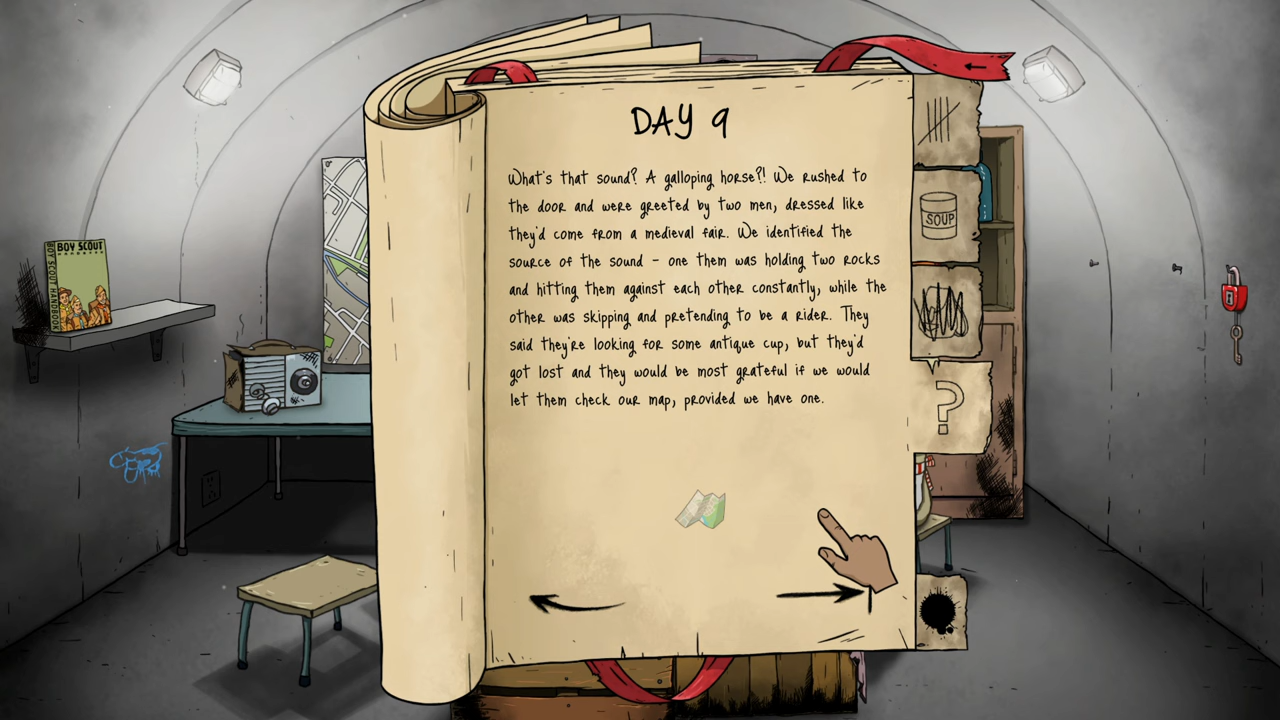 DAY 9
What's that sound? A galloping horse?! We rushed to
the door and were greeted by two men, dressed like
they'd come from a medieval fair. We identified the
source of the sound - one them was holding two rocks
and hitting them against each other constantly, while the
other was skipping and pretending to be a rider. They
said they're looking for some antique cup, but they'd
got lost and they would be most grateful if we would
let them check our map, provided we have one.
SOUP
?
BOY SCOUT
BOY SCOUT HANDBOOK